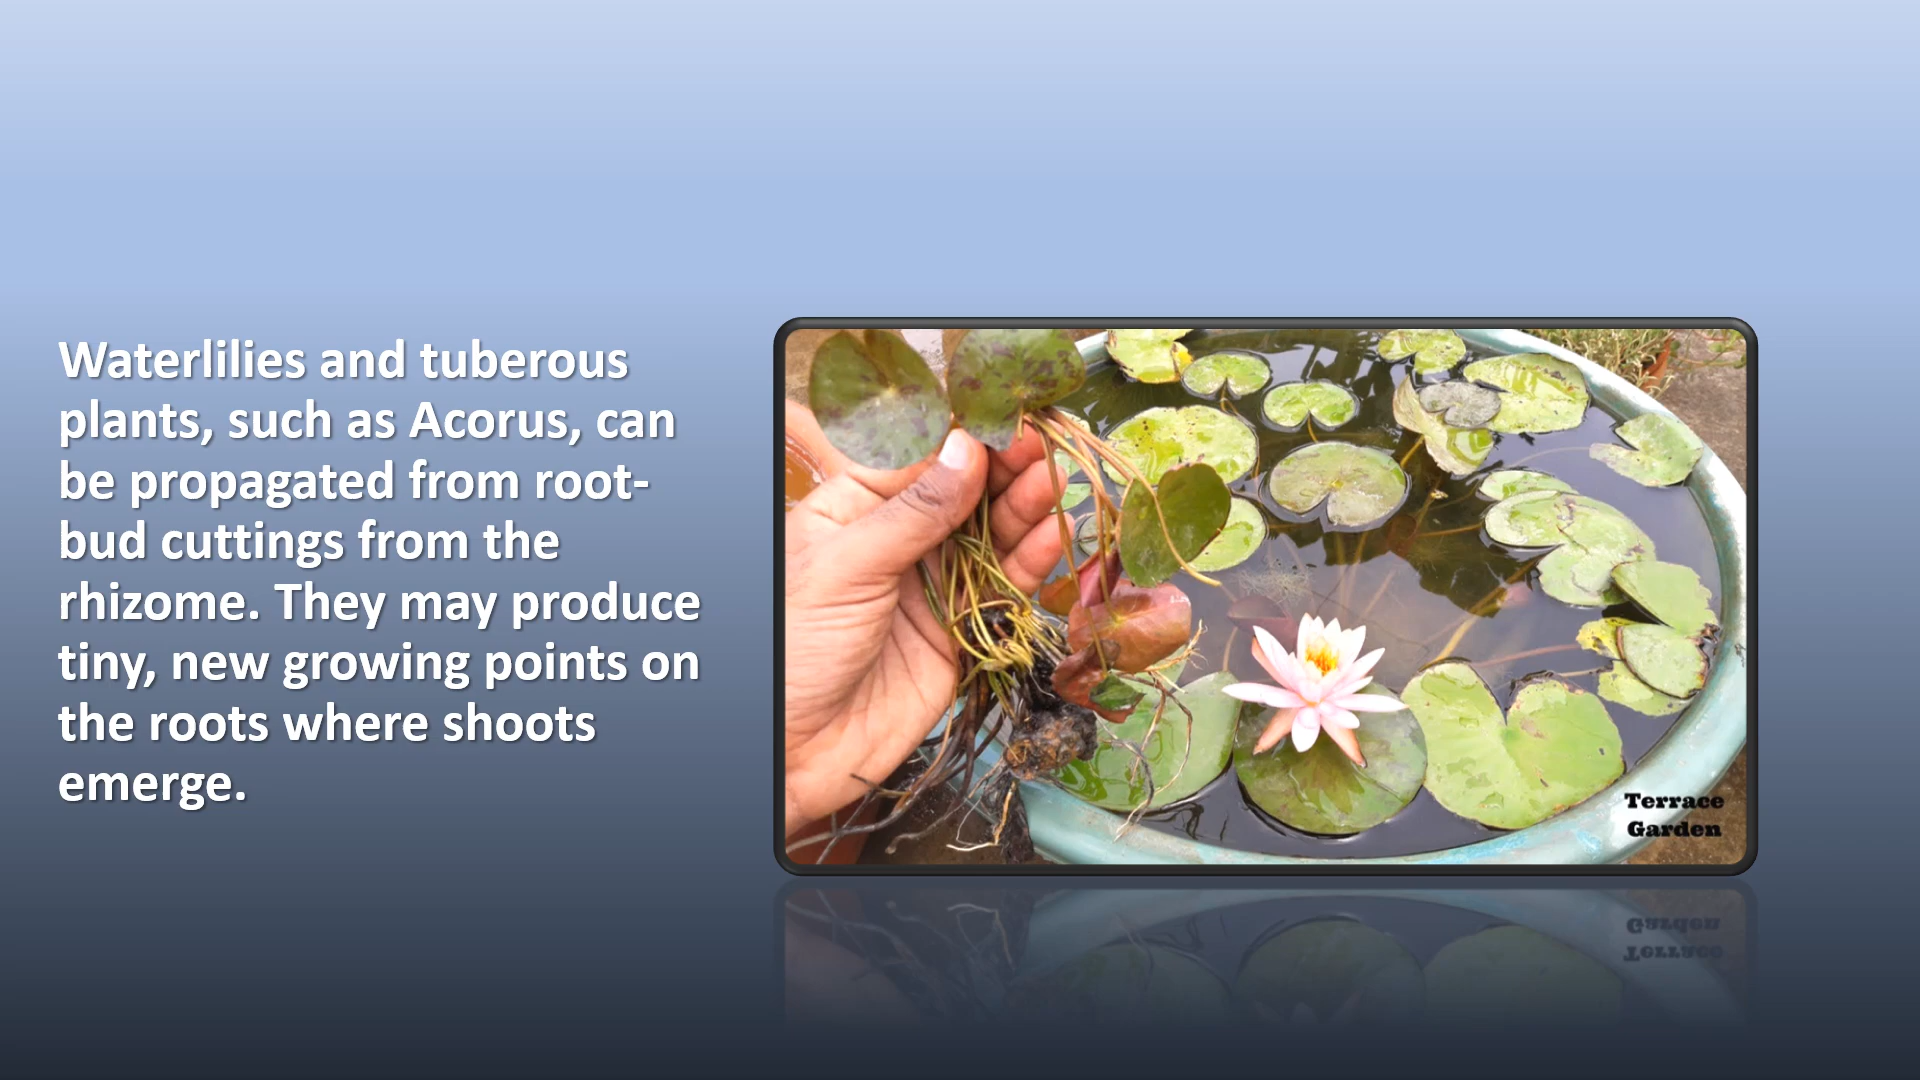 Waterlilies and tuberous
plants, such as Acorus, can
be propagated from root-
bud cuttings from the
rhizome. They may produce
tiny, new growing points on
the roots where shoots
emerge.
Terrace
Garden